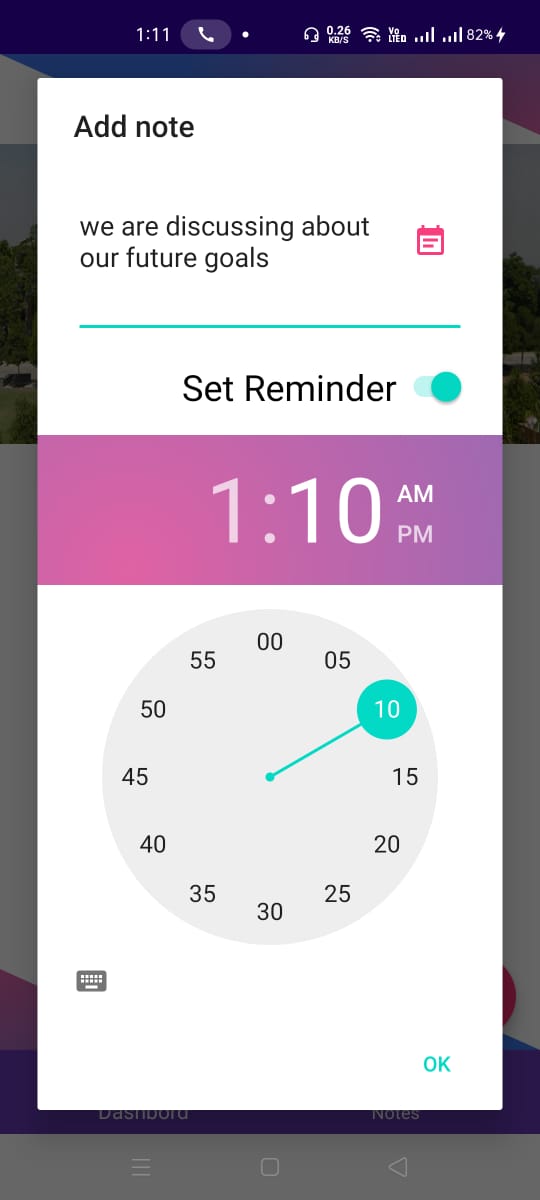 1:11
0.26
KB/S
Vo
LTED
82%
Add note
we are discussing about
our future goals
Set Reminder
1:10
AM
PM
00
05
10
15
20
25
30
35
40
45
50
55
OK
Dashbord
Notes